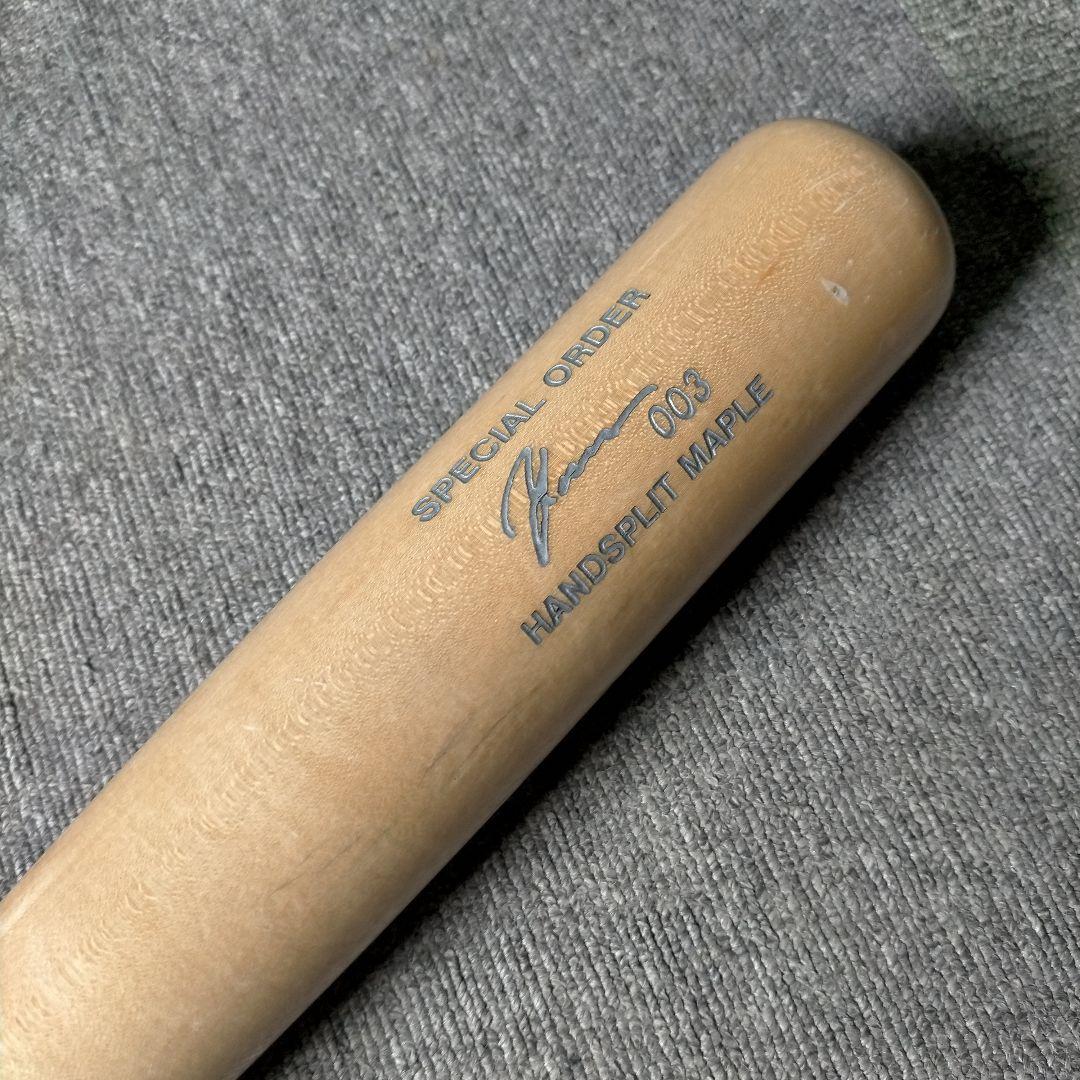 SPECIAL ORDER
003
HANDSPLIT MAPLE